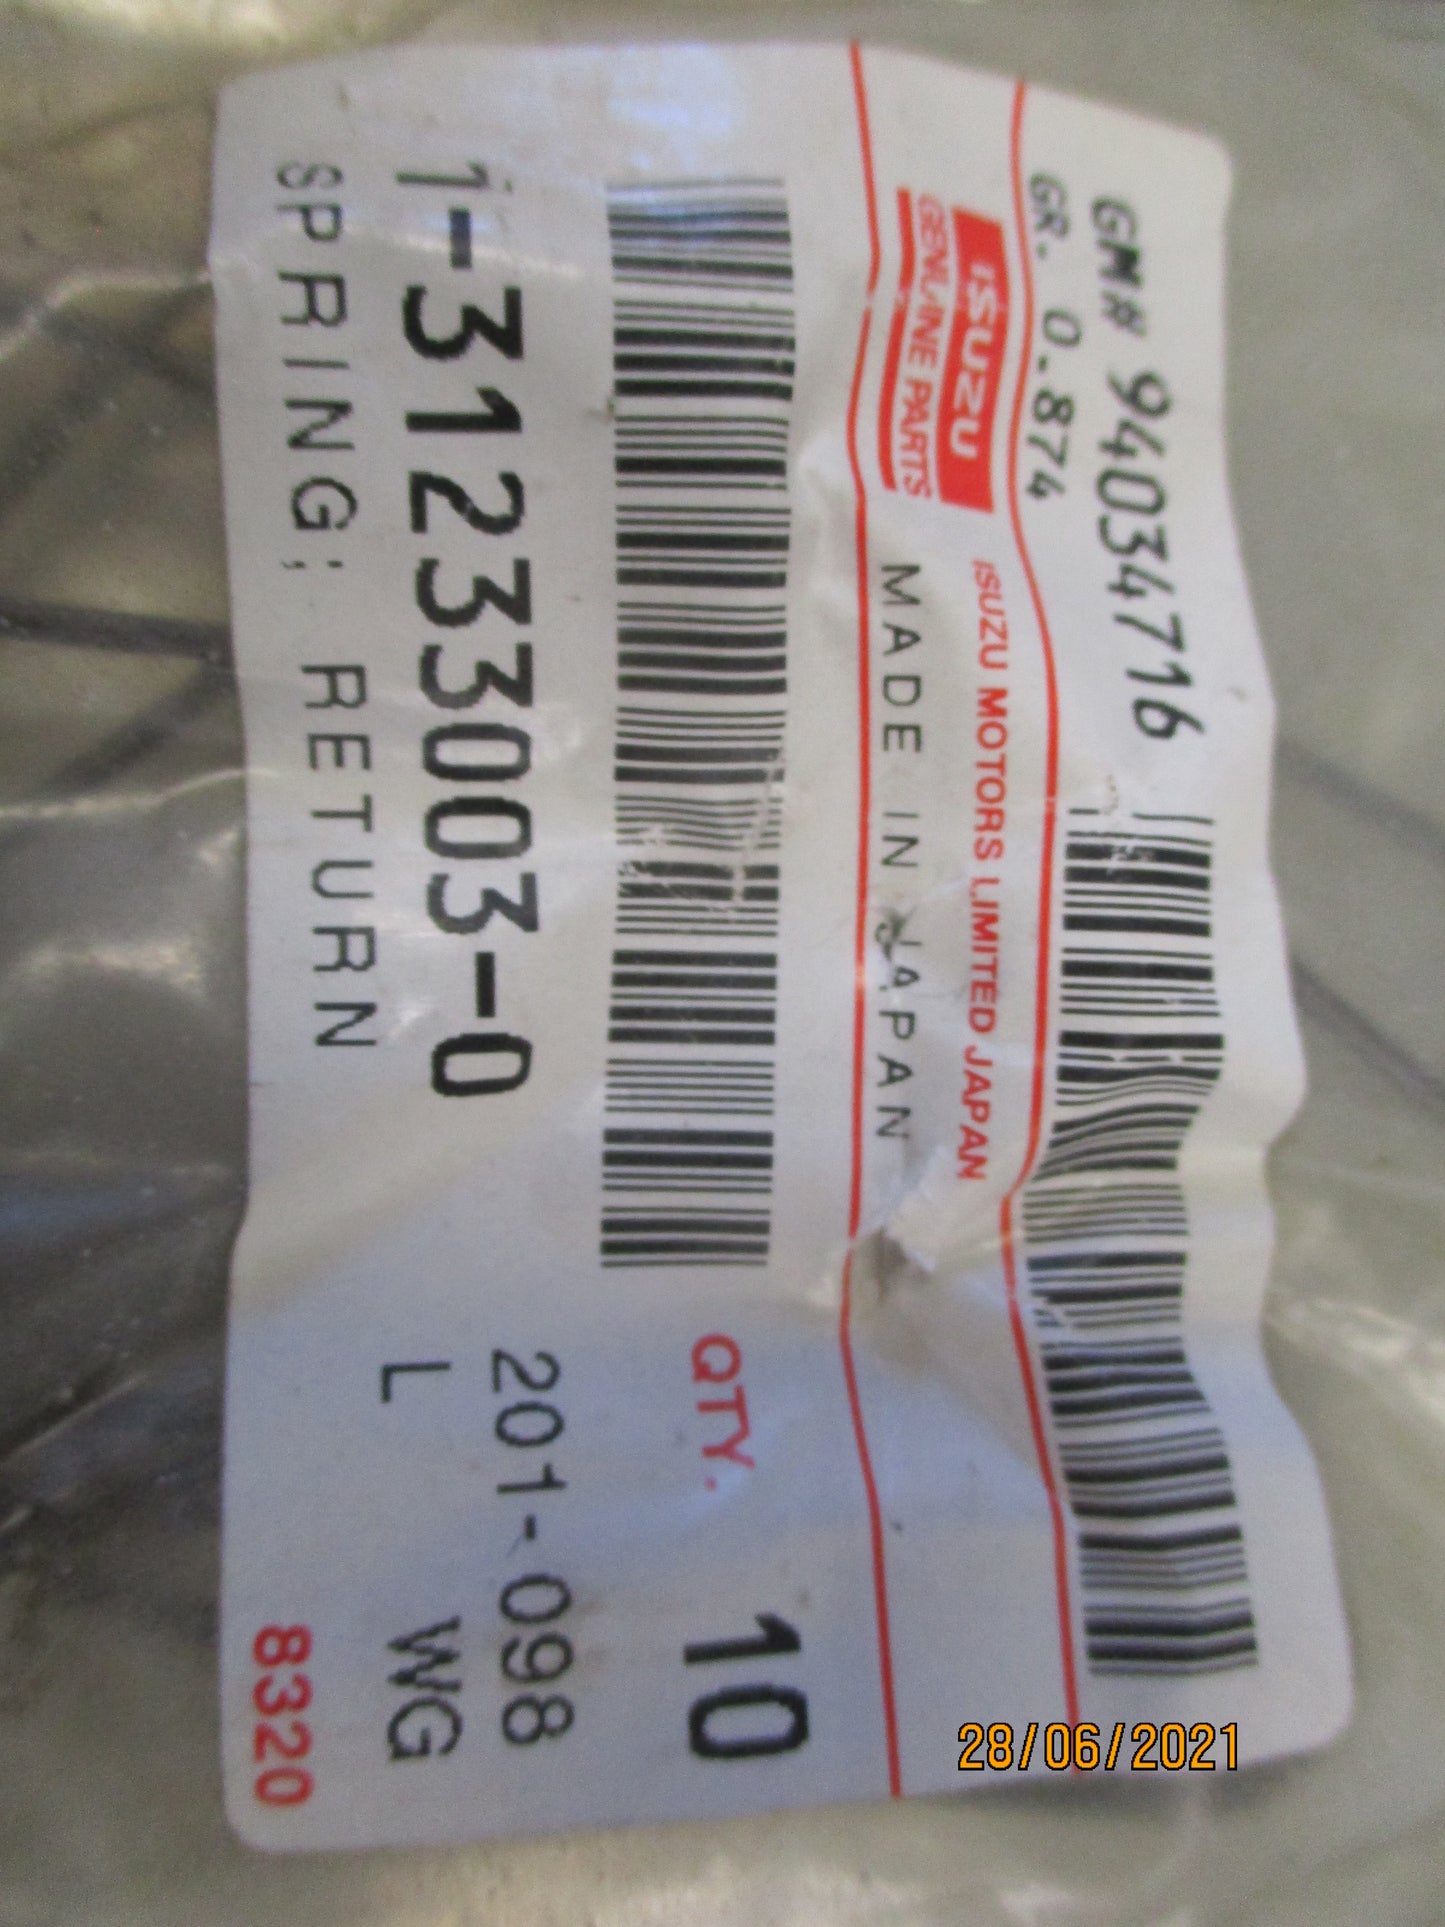 GM# 94034716
GR. 0.874
ISUZU
GENUINE PARTS
ISUZU MOTORS LIMITED JAPAN
MADE IN JAPAN
QTY. 10
1-31233003-0
201-098
SPRING; RETURN
L WG
8320
28/06/2021